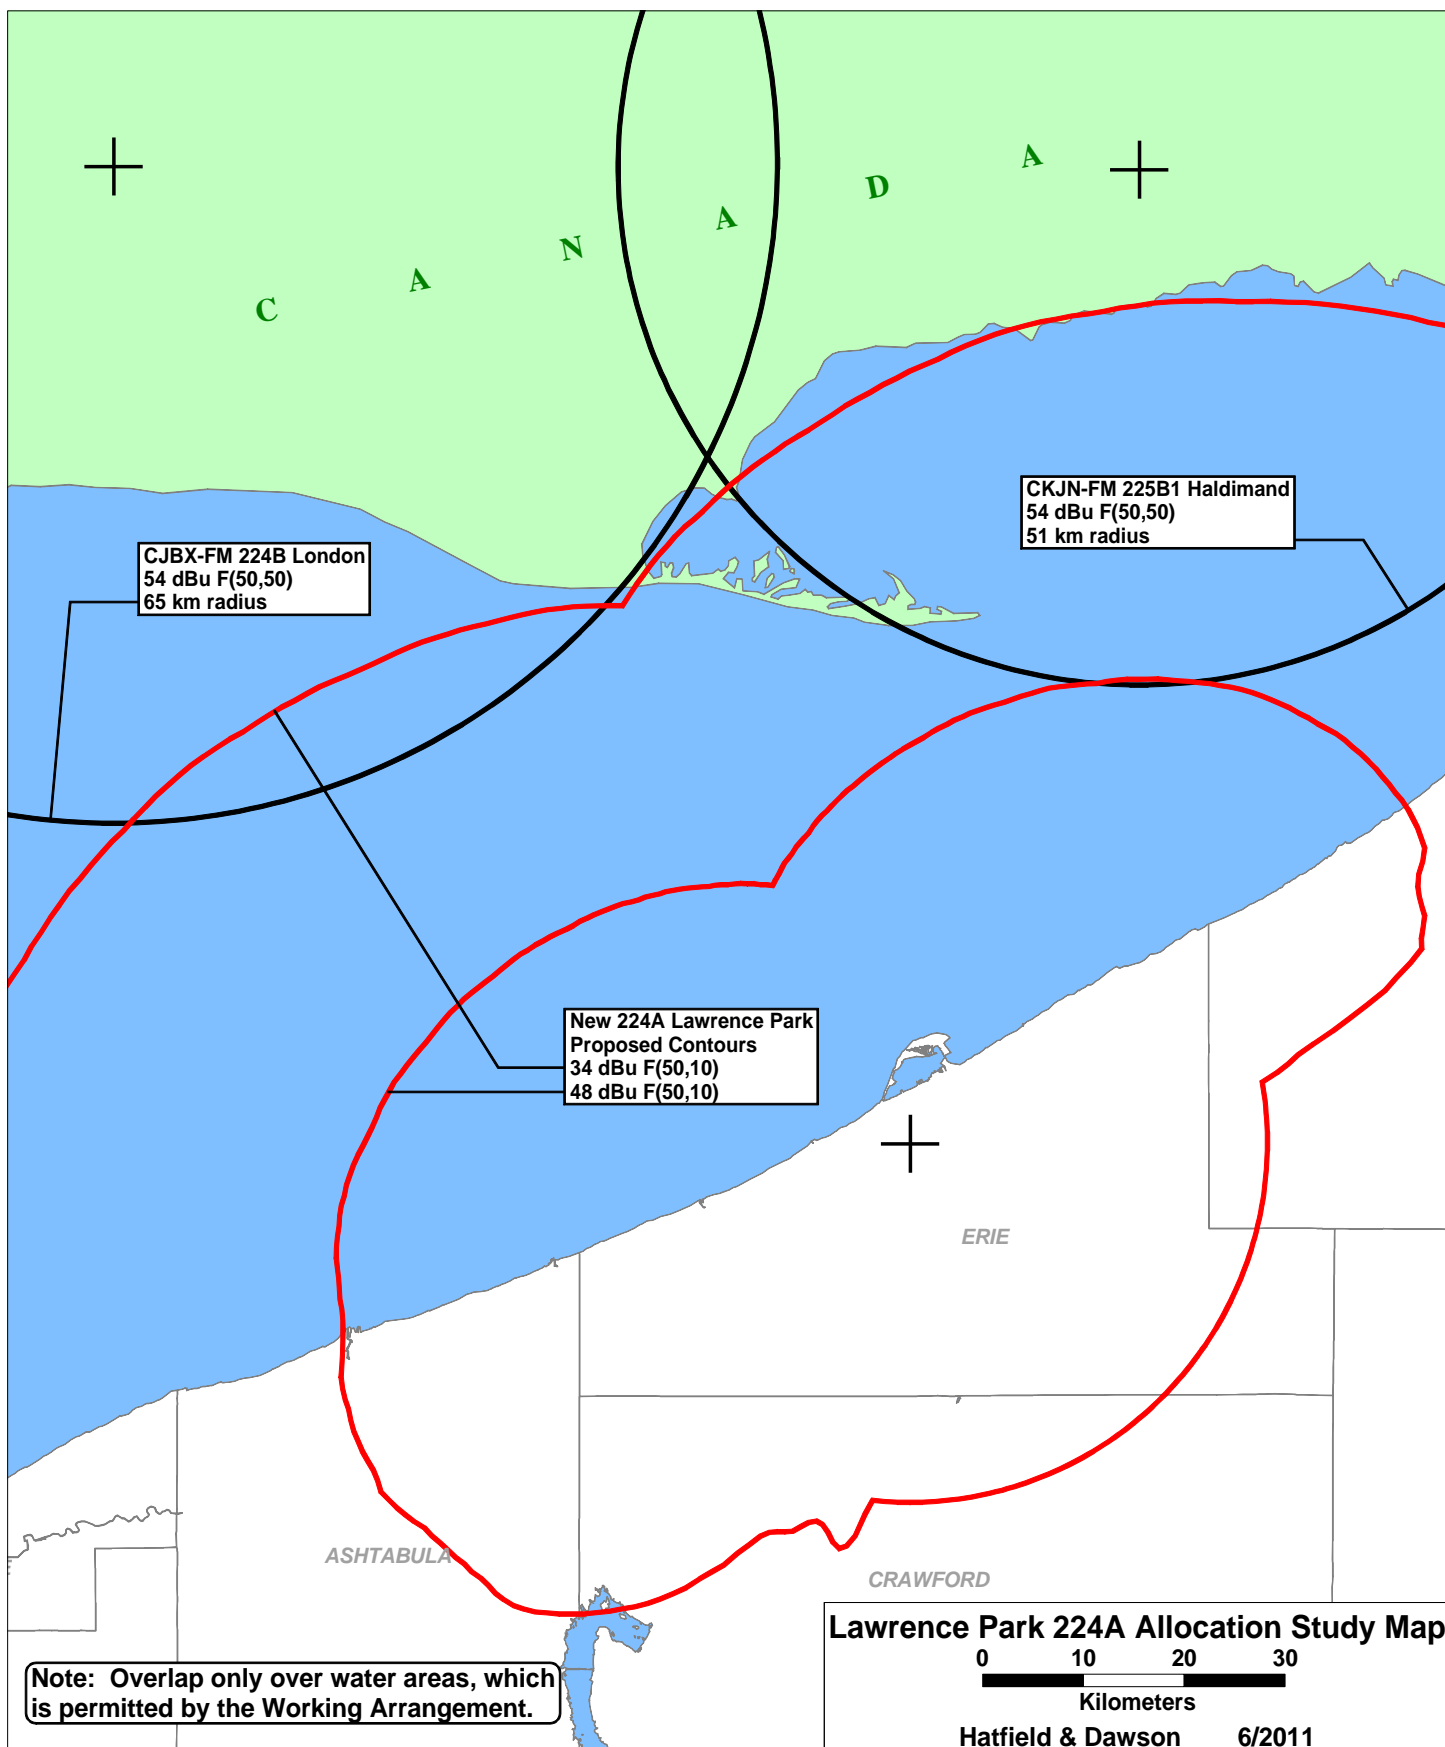 C A N A D A
CKJN-FM 225B1 Haldimand
54 dBu F(50,50)
51 km radius
CJBX-FM 224B London
54 dBu F(50,50)
65 km radius
New 224A Lawrence Park
Proposed Contours
34 dBu F(50,10)
48 dBu F(50,10)
ERIE
ASHTABULA
CRAWFORD
Lawrence Park 224A Allocation Study Map
0 10 20 30
Kilometers
Hatfield & Dawson 6/2011
Note: Overlap only over water areas, which
is permitted by the Working Arrangement.